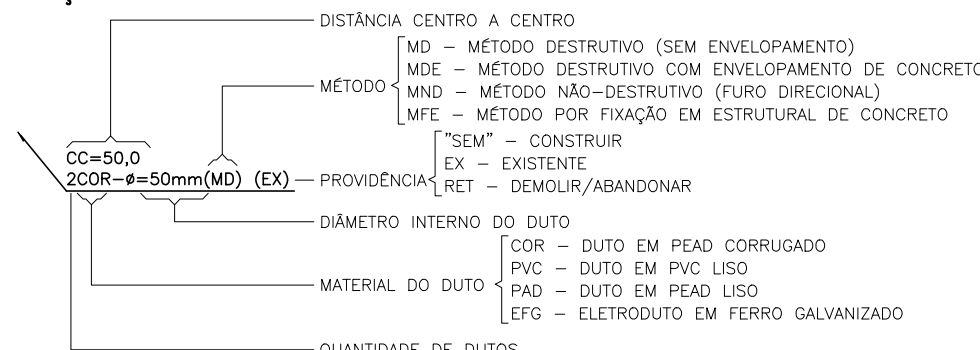 DISTÂNCIA CENTRO A CENTRO
MÉTODO
MD – MÉTODO DESTRUTIVO (SEM ENVELOPAMENTO)
MDE – MÉTODO DESTRUTIVO COM ENVELOPAMENTO DE CONCRETO
MND – MÉTODO NÃO-DESTRUTIVO (FURO DIRECIONAL)
MFE – MÉTODO POR FIXAÇÃO EM ESTRUTURAL DE CONCRETO
CC=50,0
2COR-ø=50mm(MD) (EX)
PROVIDÊNCIA
"SEM" – CONSTRUIR
EX – EXISTENTE
RET – DEMOLIR/ABANDONAR
DIÂMETRO INTERNO DO DUTO
MATERIAL DO DUTO
COR – DUTO EM PEAD CORRUGADO
PVC – DUTO EM PVC LISO
PAD – DUTO EM PEAD LISO
EFG – ELETRODUTO EM FERRO GALVANIZADO
QUANTIDADE DE DUTOS